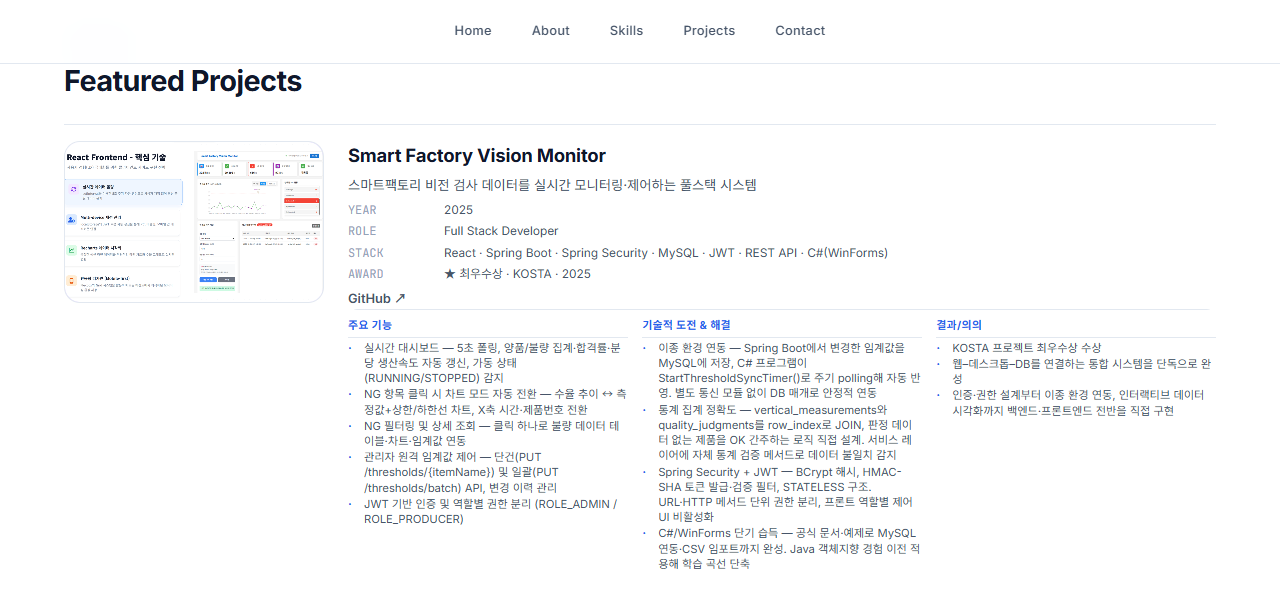 Home About Skills Projects Contact
Featured Projects
React Frontend - 핵심 기술
Smart Factory Vision Monitor
스마트팩토리 비전 검사 데이터를 실시간 모니터링·제어하는 풀스택 시스템
YEAR 2025
ROLE Full Stack Developer
STACK React · Spring Boot · Spring Security · MySQL · JWT · REST API · C#(WinForms)
AWARD ★ 최우수상 · KOSTA · 2025
GitHub ↗
주요 기능
• 실시간 대시보드 — 5초 폴링, 양품/불량 집계·합격률·분
당 생산속도 자동 갱신, 가동 상태
(RUNNING/STOPPED) 감지
• NG 항목 클릭 시 차트 모드 자동 전환 — 수율 추이 ↔ 측
정값+상한/하한선 차트, X축 시간·제품번호 전환
• NG 필터링 및 상세 조회 — 클릭 하나로 불량 데이터 테
이블·차트·임계값 연동
• 관리자 원격 임계값 제어 — 단건(PUT
/thresholds/{itemName}) 및 일괄(PUT
/thresholds/batch) API, 변경 이력 관리
• JWT 기반 인증 및 역할별 권한 분리 (ROLE_ADMIN /
ROLE_PRODUCER)
기술적 도전 & 해결
• 이종 환경 연동 — Spring Boot에서 변경한 임계값을
MySQL에 저장, C# 프로그램이
StartThresholdSyncTimer()로 주기 polling해 자동 반
영. 별도 통신 모듈 없이 DB 매개로 안정적 연동
• 통계 집계 정확도 — vertical_measurements와
quality_judgments를 row_index로 JOIN, 판정 데이
터 없는 제품을 OK 간주하는 로직 직접 설계. 서비스 레
이어에 자체 통계 검증 메서드로 데이터 불일치 감지
• Spring Security + JWT — BCrypt 해시, HMAC-
SHA 토큰 발급·검증 필터, STATELESS 구조.
URL·HTTP 메서드 단위 권한 분리, 프론트 역할별 제어
UI 비활성화
• C#/WinForms 단기 습득 — 공식 문서·예제로 MySQL
연동·CSV 임포트까지 완성. Java 객체지향 경험 이전 적
용해 학습 곡선 단축
결과/의의
• KOSTA 프로젝트 최우수상 수상
• 웹–데스크톱–DB를 연결하는 통합 시스템을 단독으로 완
성
• 인증·권한 설계부터 이종 환경 연동, 인터랙티브 데이터
시각화까지 백엔드·프론트엔드 전반을 직접 구현